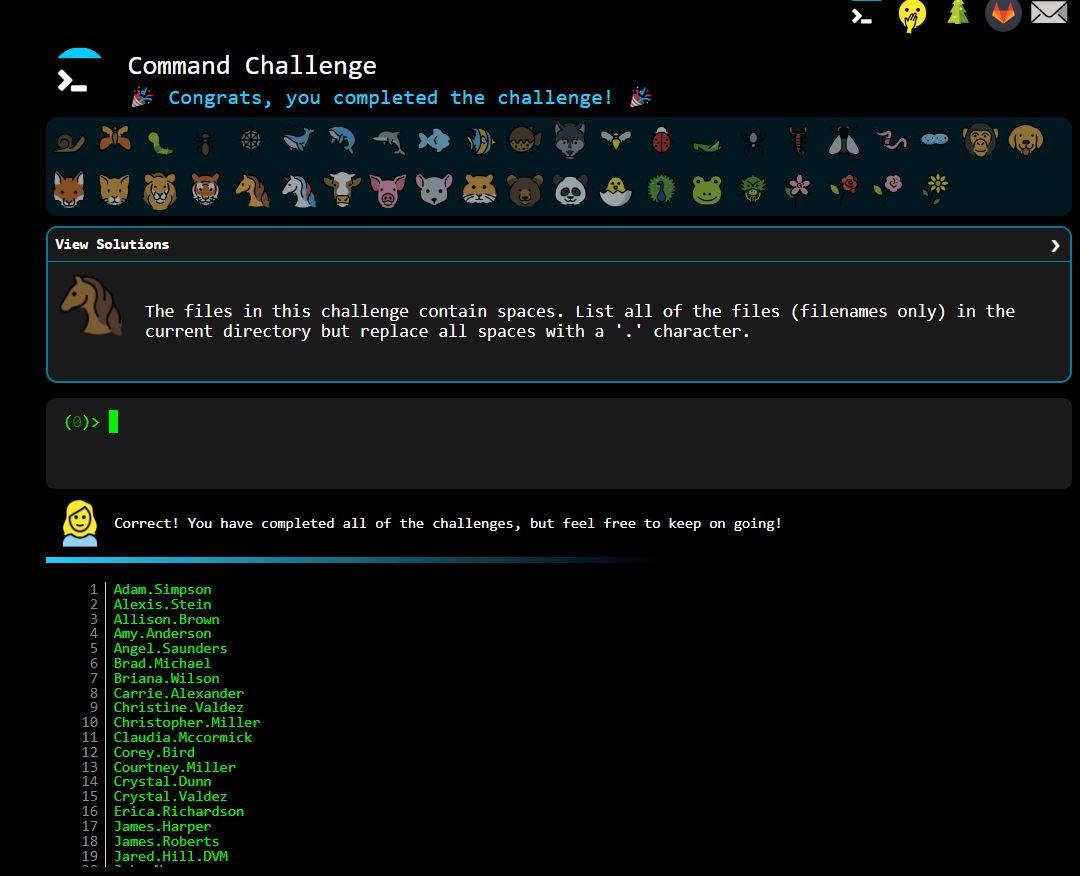 Command Challenge
🎉 Congrats, you completed the challenge! 🎉
View Solutions
The files in this challenge contain spaces. List all of the files (filenames only) in the
current directory but replace all spaces with a '.' character.
(0)>
Correct! You have completed all of the challenges, but feel free to keep on going!
1 Adam.Simpson
2 Alexis.Stein
3 Allison.Brown
4 Amy.Anderson
5 Angel.Saunders
6 Brad.Michael
7 Briana.Wilson
8 Carrie.Alexander
9 Christine.Valdez
10 Christopher.Miller
11 Claudia.Mccormick
12 Corey.Bird
13 Courtney.Miller
14 Crystal.Dunn
15 Crystal.Valdez
16 Erica.Richardson
17 James.Harper
18 James.Roberts
19 Jared.Hill.DVM